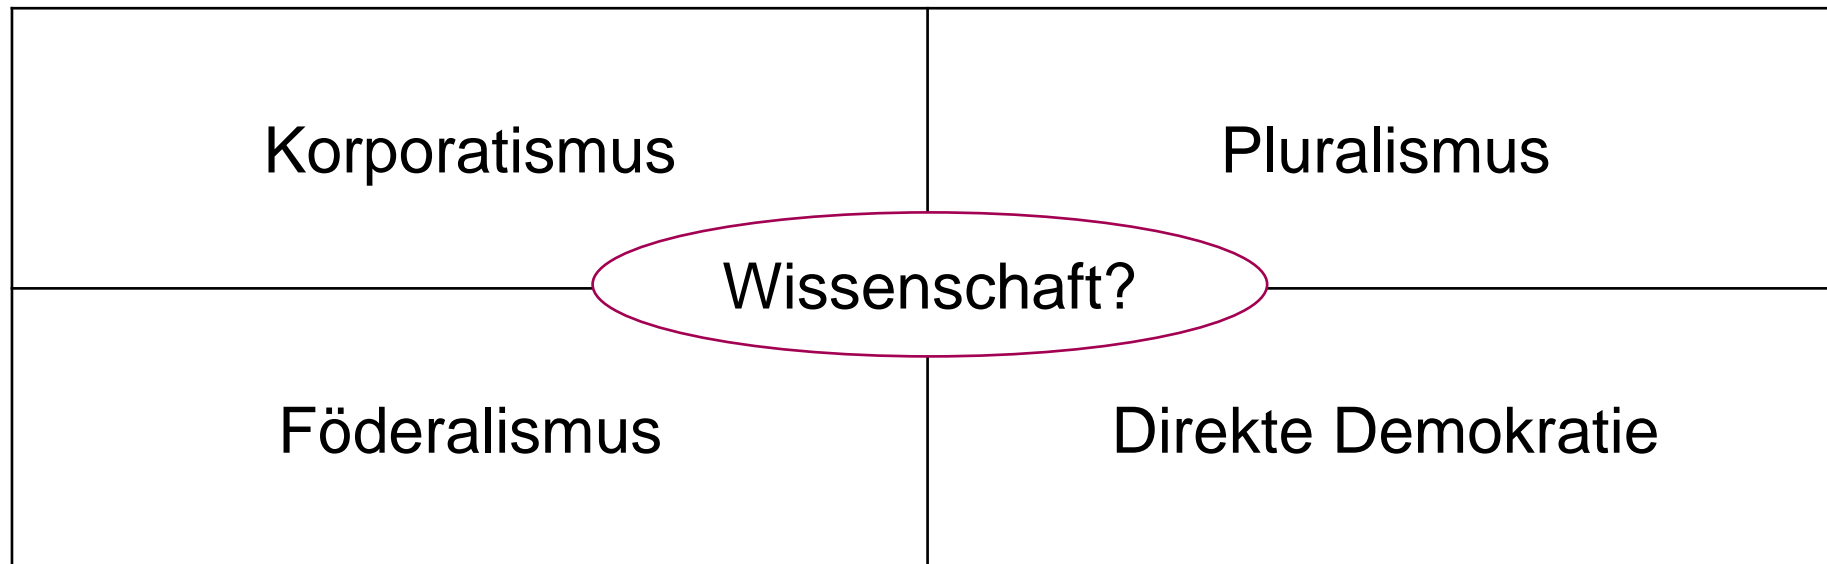 Korporatismus
Pluralismus
Wissenschaft?
Föderalismus
Direkte Demokratie